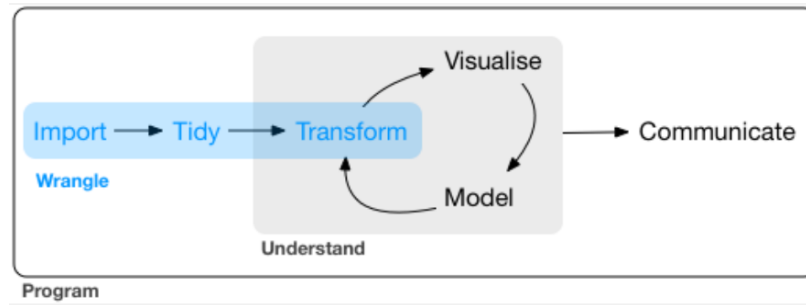 Visualise
Import
Tidy
Transform
Communicate
Wrangle
Model
Understand
Program